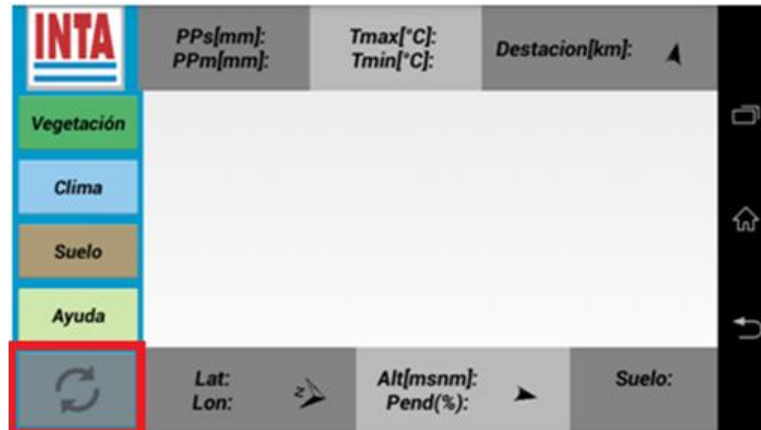 INTA
PPs[mm]:
PPm[mm]:
Tmax[°C]:
Tmin[°C]:
Destacion[km]:
Vegetación
Clima
Suelo
Ayuda
Lat:
Lon:
N
Alt[msnm]:
Pend(%):
Suelo: